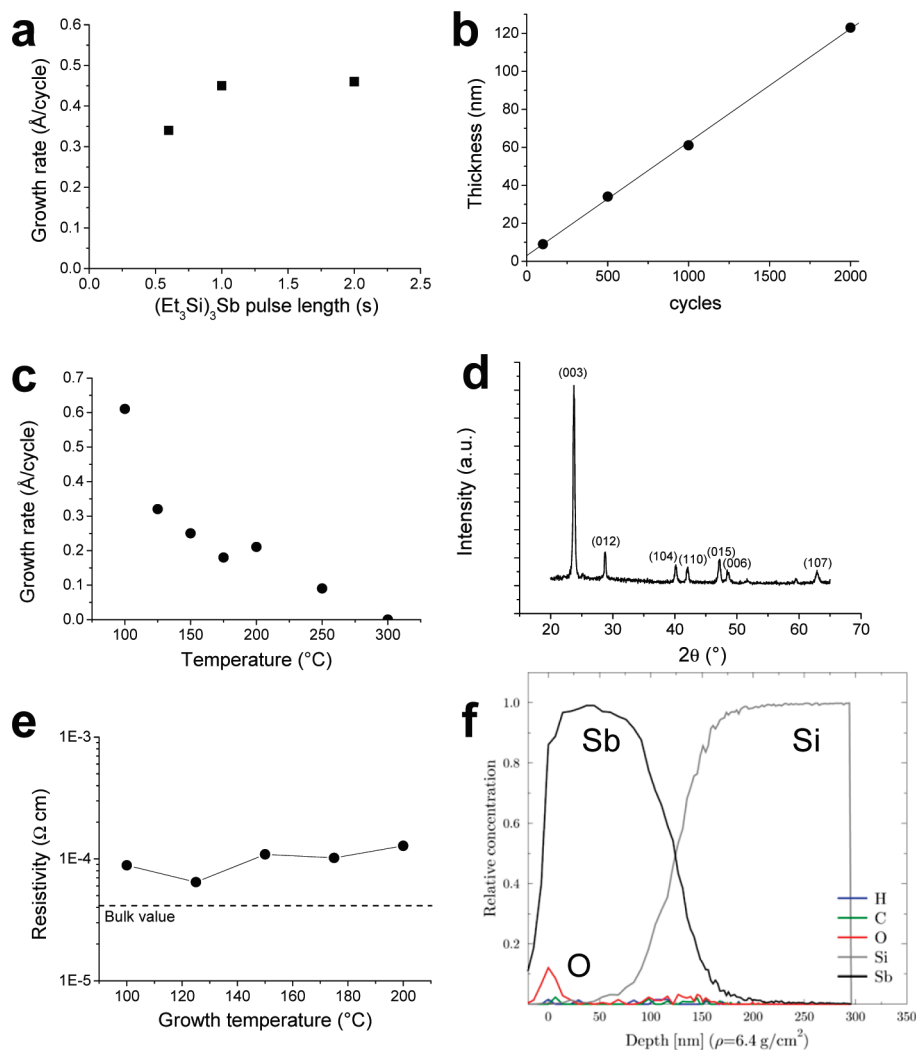 a
0.6
0.5
0.4
0.3
0.2
0.1
0.0
Growth rate (Å/cycle)
0.0 0.5 1.0 1.5 2.0 2.5
(Et₃Si)₃Sb pulse length (s)
b
120
100
80
60
40
20
0
Thickness (nm)
0 500 1000 1500 2000
cycles
c
0.7
0.6
0.5
0.4
0.3
0.2
0.1
0.0
Growth rate (Å/cycle)
100 150 200 250 300
Temperature (°C)
d
Intensity (a.u.)
(003)
(012)
(104)
(110)
(015)
(006)
(107)
20 30 40 50 60 70
2θ (°)
e
1E-3
1E-4
1E-5
Resistivity (Ω cm)
Bulk value
100 120 140 160 180 200
Growth temperature (°C)
f
1.0
0.8
0.6
0.4
0.2
Relative concentration
Sb
Si
O
H
C
O
Si
Sb
0 50 100 150 200 250 300 350
Depth [nm] (ρ=6.4 g/cm²)